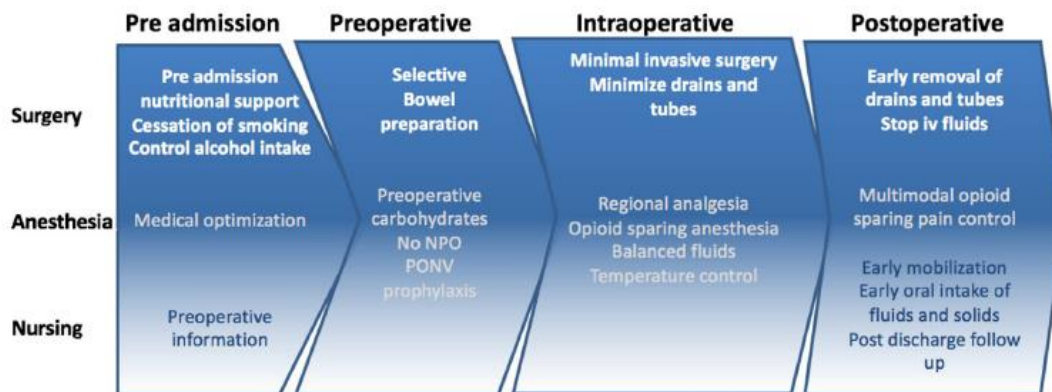 Pre admission
Preoperative
Intraoperative
Postoperative
Surgery
Pre admission
nutritional support
Cessation of smoking
Control alcohol intake
Selective
Bowel
preparation
Minimal invasive surgery
Minimize drains and
tubes
Early removal of
drains and tubes
Stop iv fluids
Anesthesia
Medical optimization
Preoperative
carbohydrates
No NPO
PONV
prophylaxis
Regional analgesia
Opioid sparing anesthesia
Balanced fluids
Temperature control
Multimodal opioid
sparing pain control
Nursing
Preoperative
information
Early mobilization
Early oral intake of
fluids and solids
Post discharge follow
up